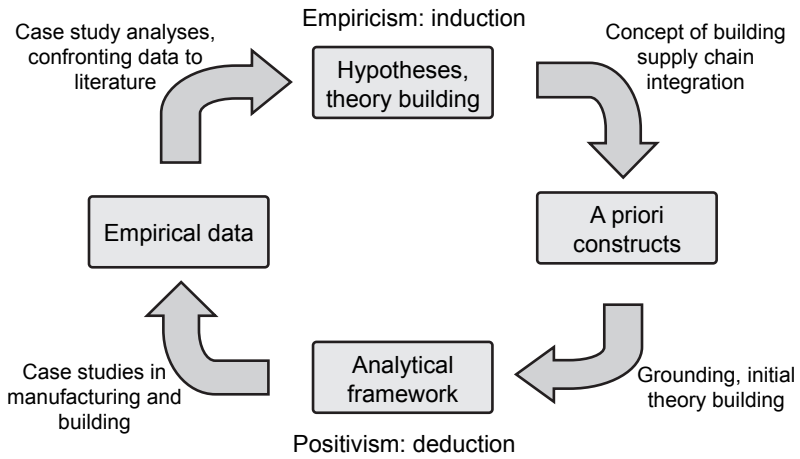 Empiricism: induction
Case study analyses,
confronting data to
literature
Hypotheses,
theory building
Concept of building
supply chain
integration
Empirical data
A priori
constructs
Case studies in
manufacturing and
building
Analytical
framework
Grounding, initial
theory building
Positivism: deduction